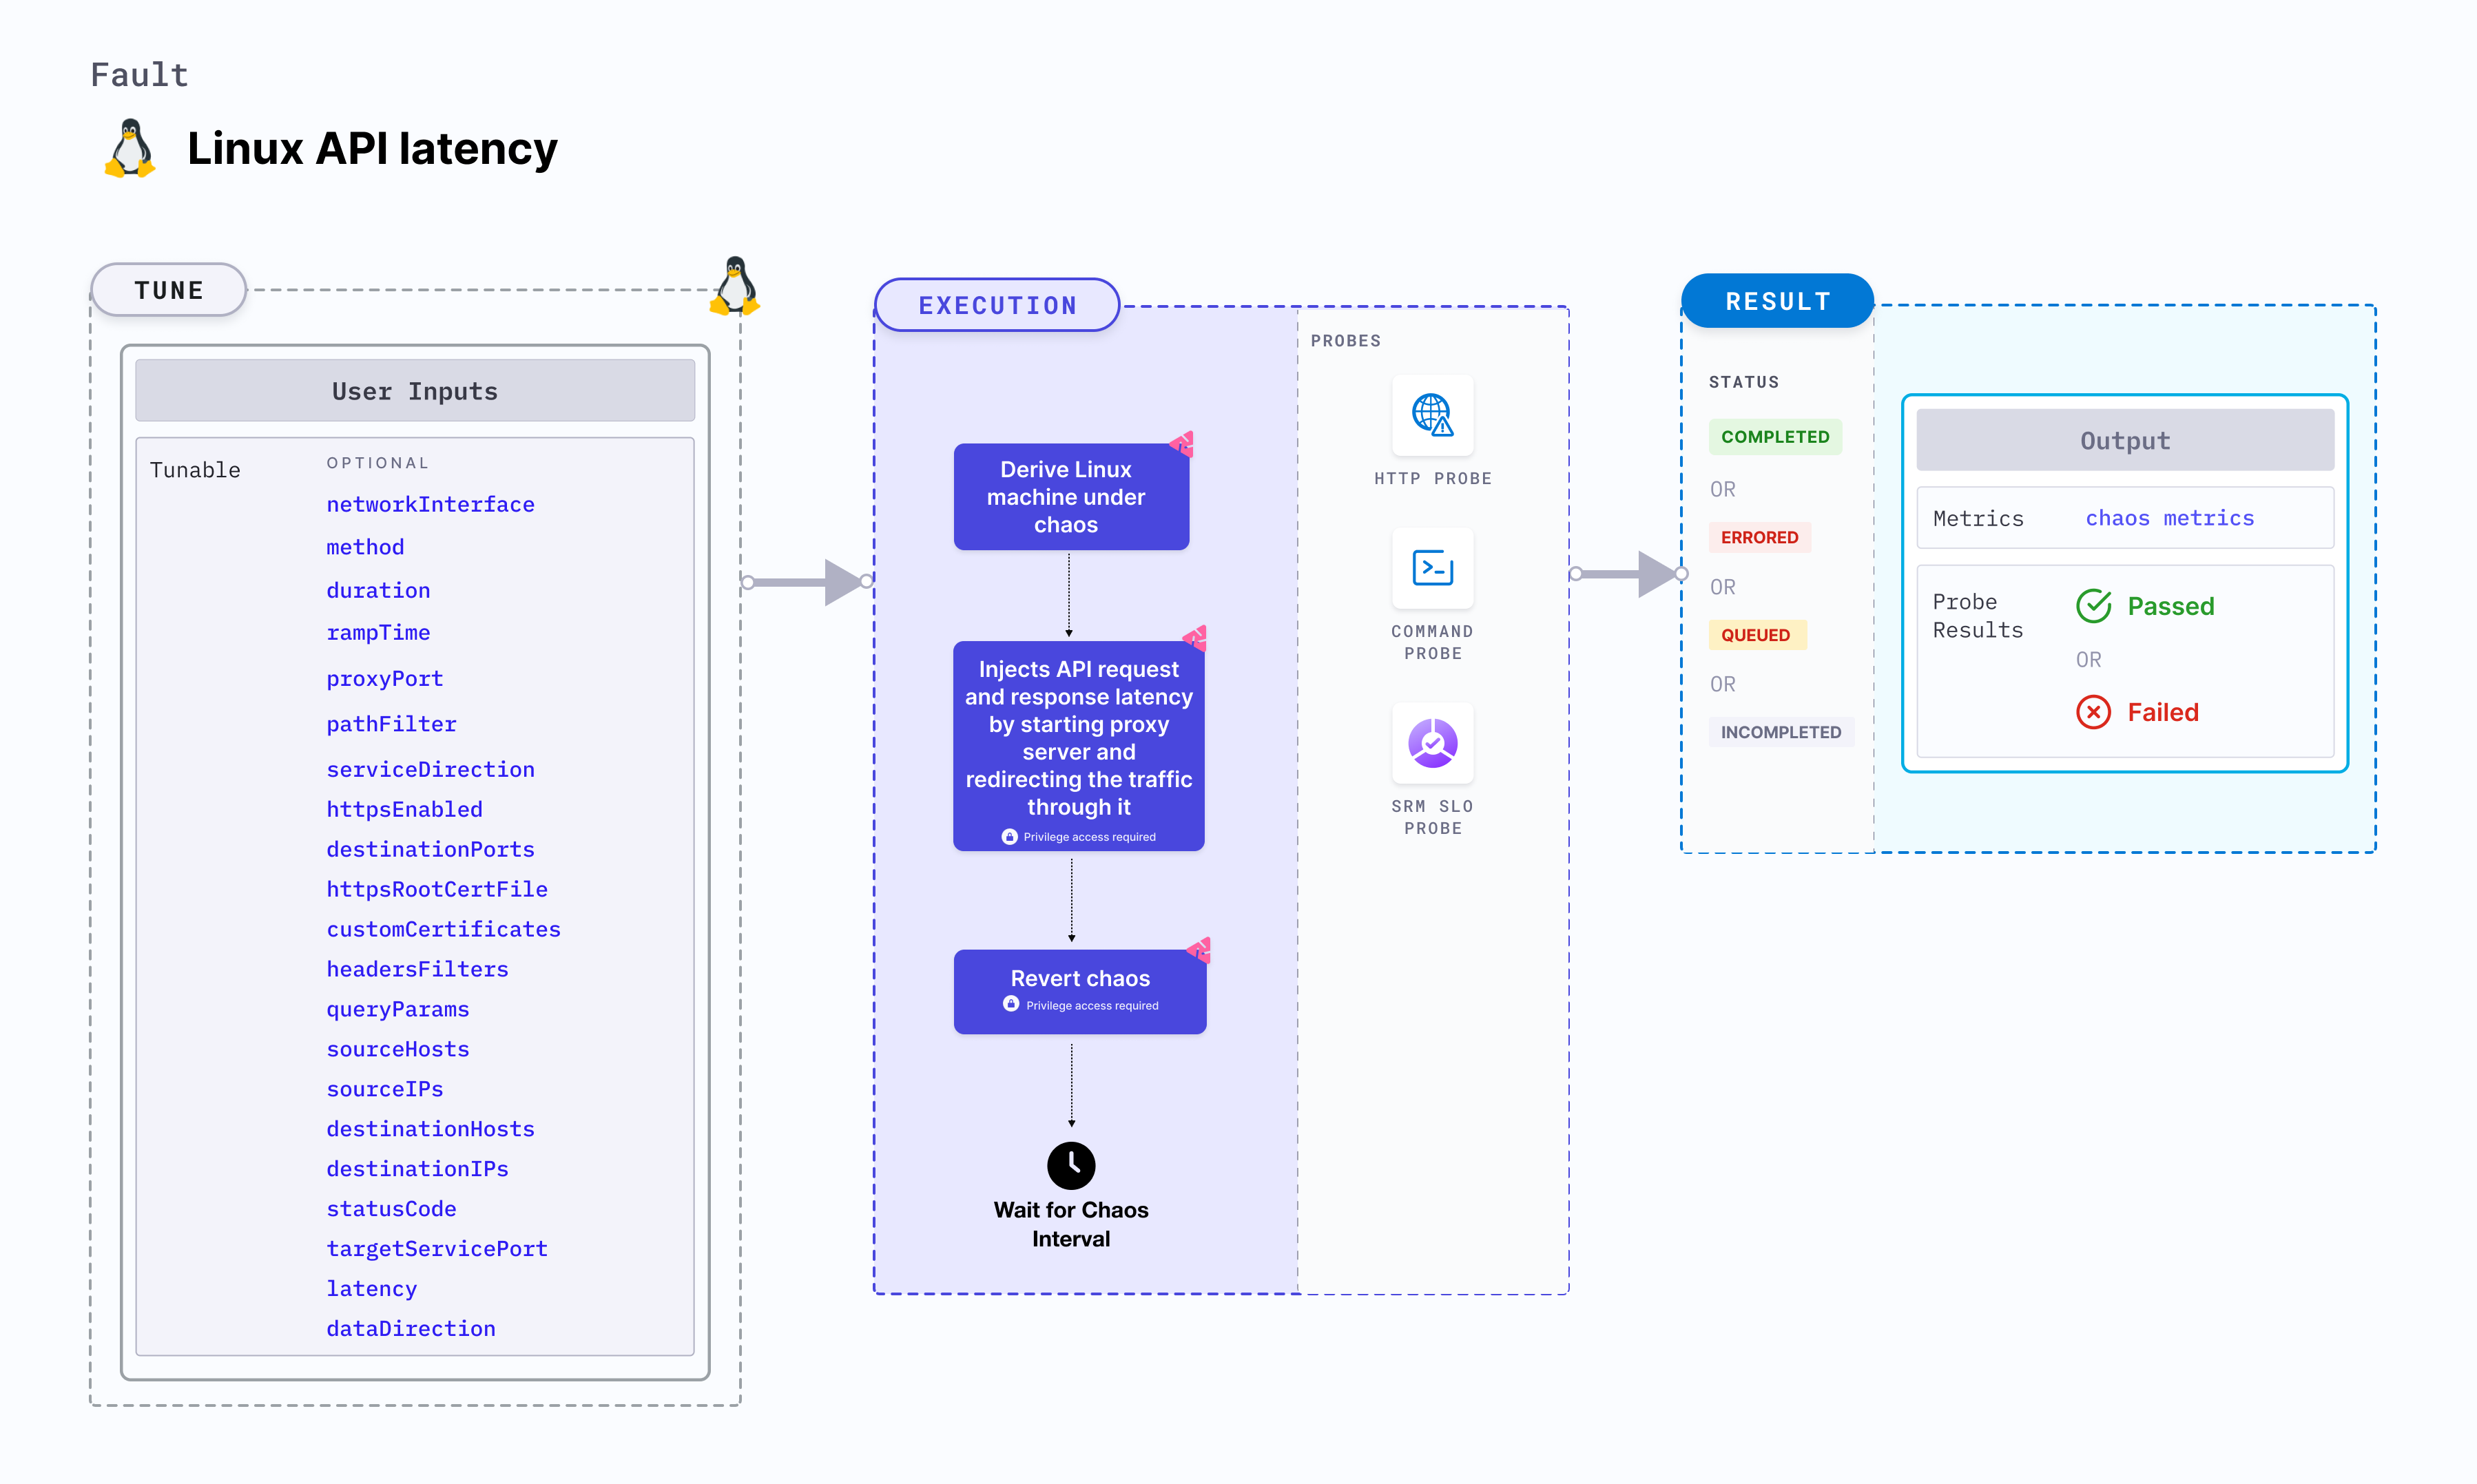 Fault
Linux API latency
TUNE
User Inputs
Tunable
OPTIONAL
networkInterface
method
duration
rampTime
proxyPort
pathFilter
serviceDirection
httpsEnabled
destinationPorts
httpsRootCertFile
customCertificates
headersFilters
queryParams
sourceHosts
sourceIPs
destinationHosts
destinationIPs
statusCode
targetServicePort
latency
dataDirection
EXECUTION
Derive Linux
machine under
chaos
Injects API request
and response latency
by starting proxy
server and
redirecting the traffic
through it
Privilege access required
Revert chaos
Privilege access required
Wait for Chaos
Interval
PROBES
HTTP PROBE
COMMAND
PROBE
SRM SLO
PROBE
RESULT
STATUS
COMPLETED
OR
ERRORED
OR
QUEUED
OR
INCOMPLETED
Output
Metrics
chaos metrics
Probe
Results
Passed
OR
Failed